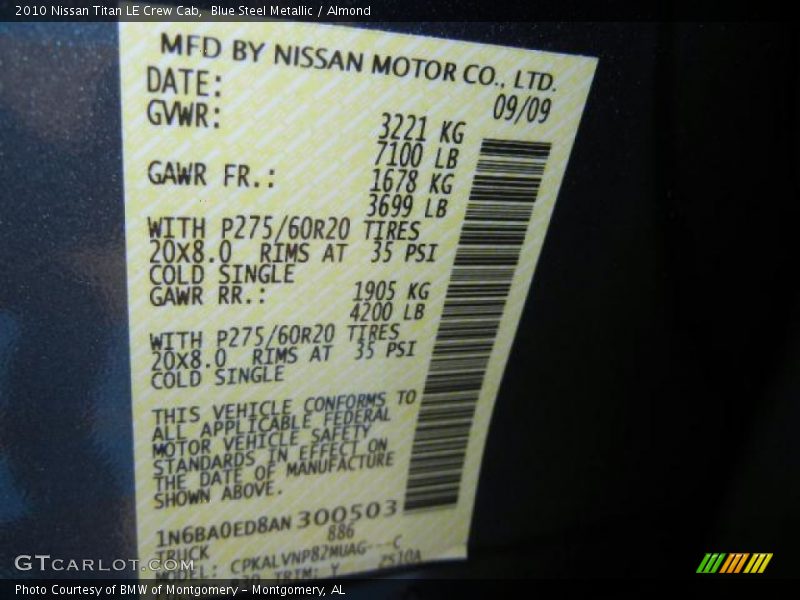 2010 Nissan Titan LE Crew Cab, Blue Steel Metallic / Almond
MFD BY NISSAN MOTOR CO., LTD.
DATE: 09/09
GVWR: 3221 KG
7100 LB
GAWR FR.: 1678 KG
3699 LB
WITH P275/60R20 TIRES
20X8.0 RIMS AT 35 PSI
COLD SINGLE
GAWR RR.: 1905 KG
4200 LB
WITH P275/60R20 TIRES
20X8.0 RIMS AT 35 PSI
COLD SINGLE
THIS VEHICLE CONFORMS TO
ALL APPLICABLE FEDERAL
MOTOR VEHICLE SAFETY
STANDARDS IN EFFECT ON
THE DATE OF MANUFACTURE
SHOWN ABOVE.
1N6BA0ED8AN300503
TRUCK 886
MODEL: CPKALVNP82MUAG---C
TRIM: Y 2S10A
GTCARLOT.COM
Photo Courtesy of BMW of Montgomery - Montgomery, AL